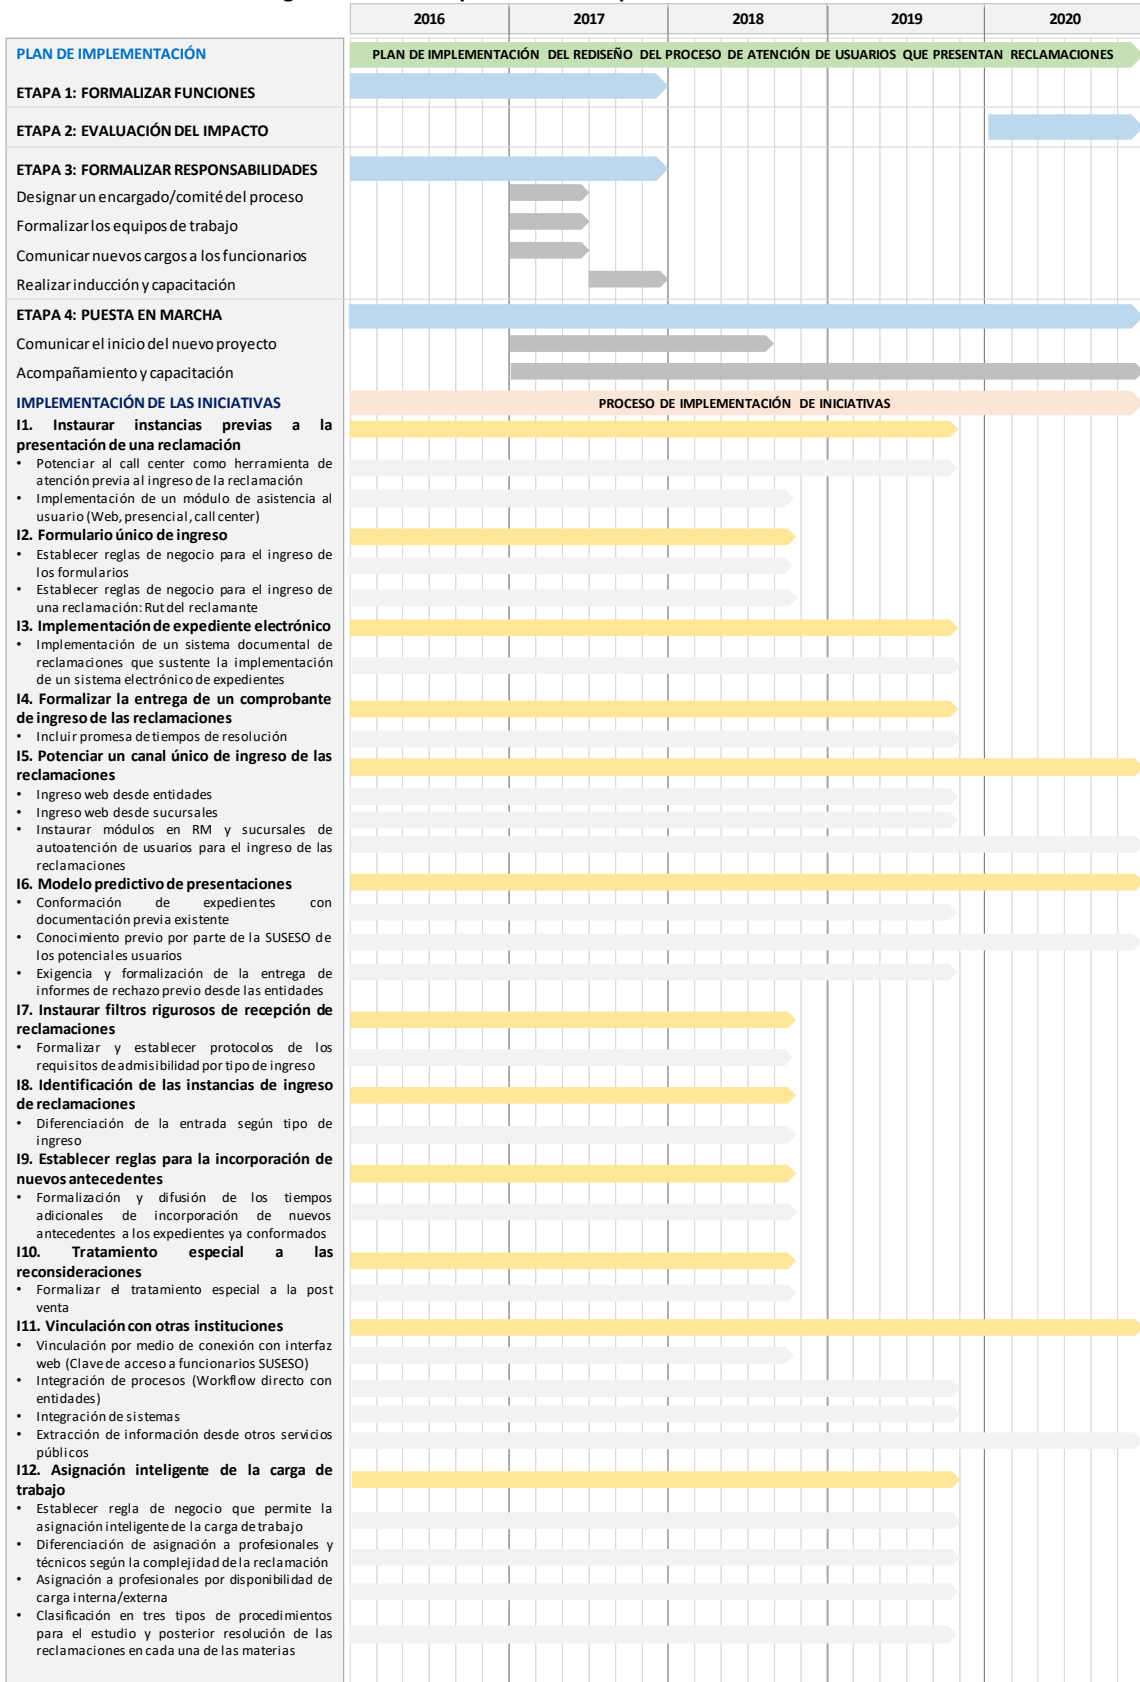 2016 2017 2018 2019 2020
PLAN DE IMPLEMENTACIÓN
PLAN DE IMPLEMENTACIÓN DEL REDISEÑO DEL PROCESO DE ATENCIÓN DE USUARIOS QUE PRESENTAN RECLAMACIONES
ETAPA 1: FORMALIZAR FUNCIONES
ETAPA 2: EVALUACIÓN DEL IMPACTO
ETAPA 3: FORMALIZAR RESPONSABILIDADES
Designar un encargado/comité del proceso
Formalizar los equipos de trabajo
Comunicar nuevos cargos a los funcionarios
Realizar inducción y capacitación
ETAPA 4: PUESTA EN MARCHA
Comunicar el inicio del nuevo proyecto
Acompañamiento y capacitación
IMPLEMENTACIÓN DE LAS INICIATIVAS
PROCESO DE IMPLEMENTACIÓN DE INICIATIVAS
I1. Instaurar instancias previas a la
presentación de una reclamación
• Potenciar al call center como herramienta de
atención previa al ingreso de la reclamación
• Implementación de un módulo de asistencia al
usuario (Web, presencial, call center)
I2. Formulario único de ingreso
• Establecer reglas de negocio para el ingreso de
los formularios
• Establecer reglas de negocio para el ingreso de
una reclamación: Rut del reclamante
I3. Implementación de expediente electrónico
• Implementación de un sistema documental de
reclamaciones que sustente la implementación
de un sistema electrónico de expedientes
I4. Formalizar la entrega de un comprobante
de ingreso de las reclamaciones
• Incluir promesa de tiempos de resolución
I5. Potenciar un canal único de ingreso de las
reclamaciones
• Ingreso web desde entidades
• Ingreso web desde sucursales
• Instaurar módulos en RM y sucursales de
autoatención de usuarios para el ingreso de las
reclamaciones
I6. Modelo predictivo de presentaciones
• Conformación de expedientes con
documentación previa existente
• Conocimiento previo por parte de la SUSESO de
los potenciales usuarios
• Exigencia y formalización de la entrega de
informes de rechazo previo desde las entidades
I7. Instaurar filtros rigurosos de recepción de
reclamaciones
• Formalizar y establecer protocolos de los
requisitos de admisibilidad por tipo de ingreso
I8. Identificación de las instancias de ingreso
de reclamaciones
• Diferenciación de la entrada según tipo de
ingreso
I9. Establecer reglas para la incorporación de
nuevos antecedentes
• Formalización y difusión de los tiempos
adicionales de incorporación de nuevos
antecedentes a los expedientes ya conformados
I10. Tratamiento especial a las
reconsideraciones
• Formalizar el tratamiento especial a la post
venta
I11. Vinculación con otras instituciones
• Vinculación por medio de conexión con interfaz
web (Clave de acceso a funcionarios SUSESO)
• Integración de procesos (Workflow directo con
entidades)
• Integración de sistemas
• Extracción de información desde otros servicios
públicos
I12. Asignación inteligente de la carga de
trabajo
• Establecer regla de negocio que permite la
asignación inteligente de la carga de trabajo
• Diferenciación de asignación a profesionales y
técnicos según la complejidad de la reclamación
• Asignación a profesionales por disponibilidad de
carga interna/externa
• Clasificación en tres tipos de procedimientos
para el estudio y posterior resolución de las
reclamaciones en cada una de las materias